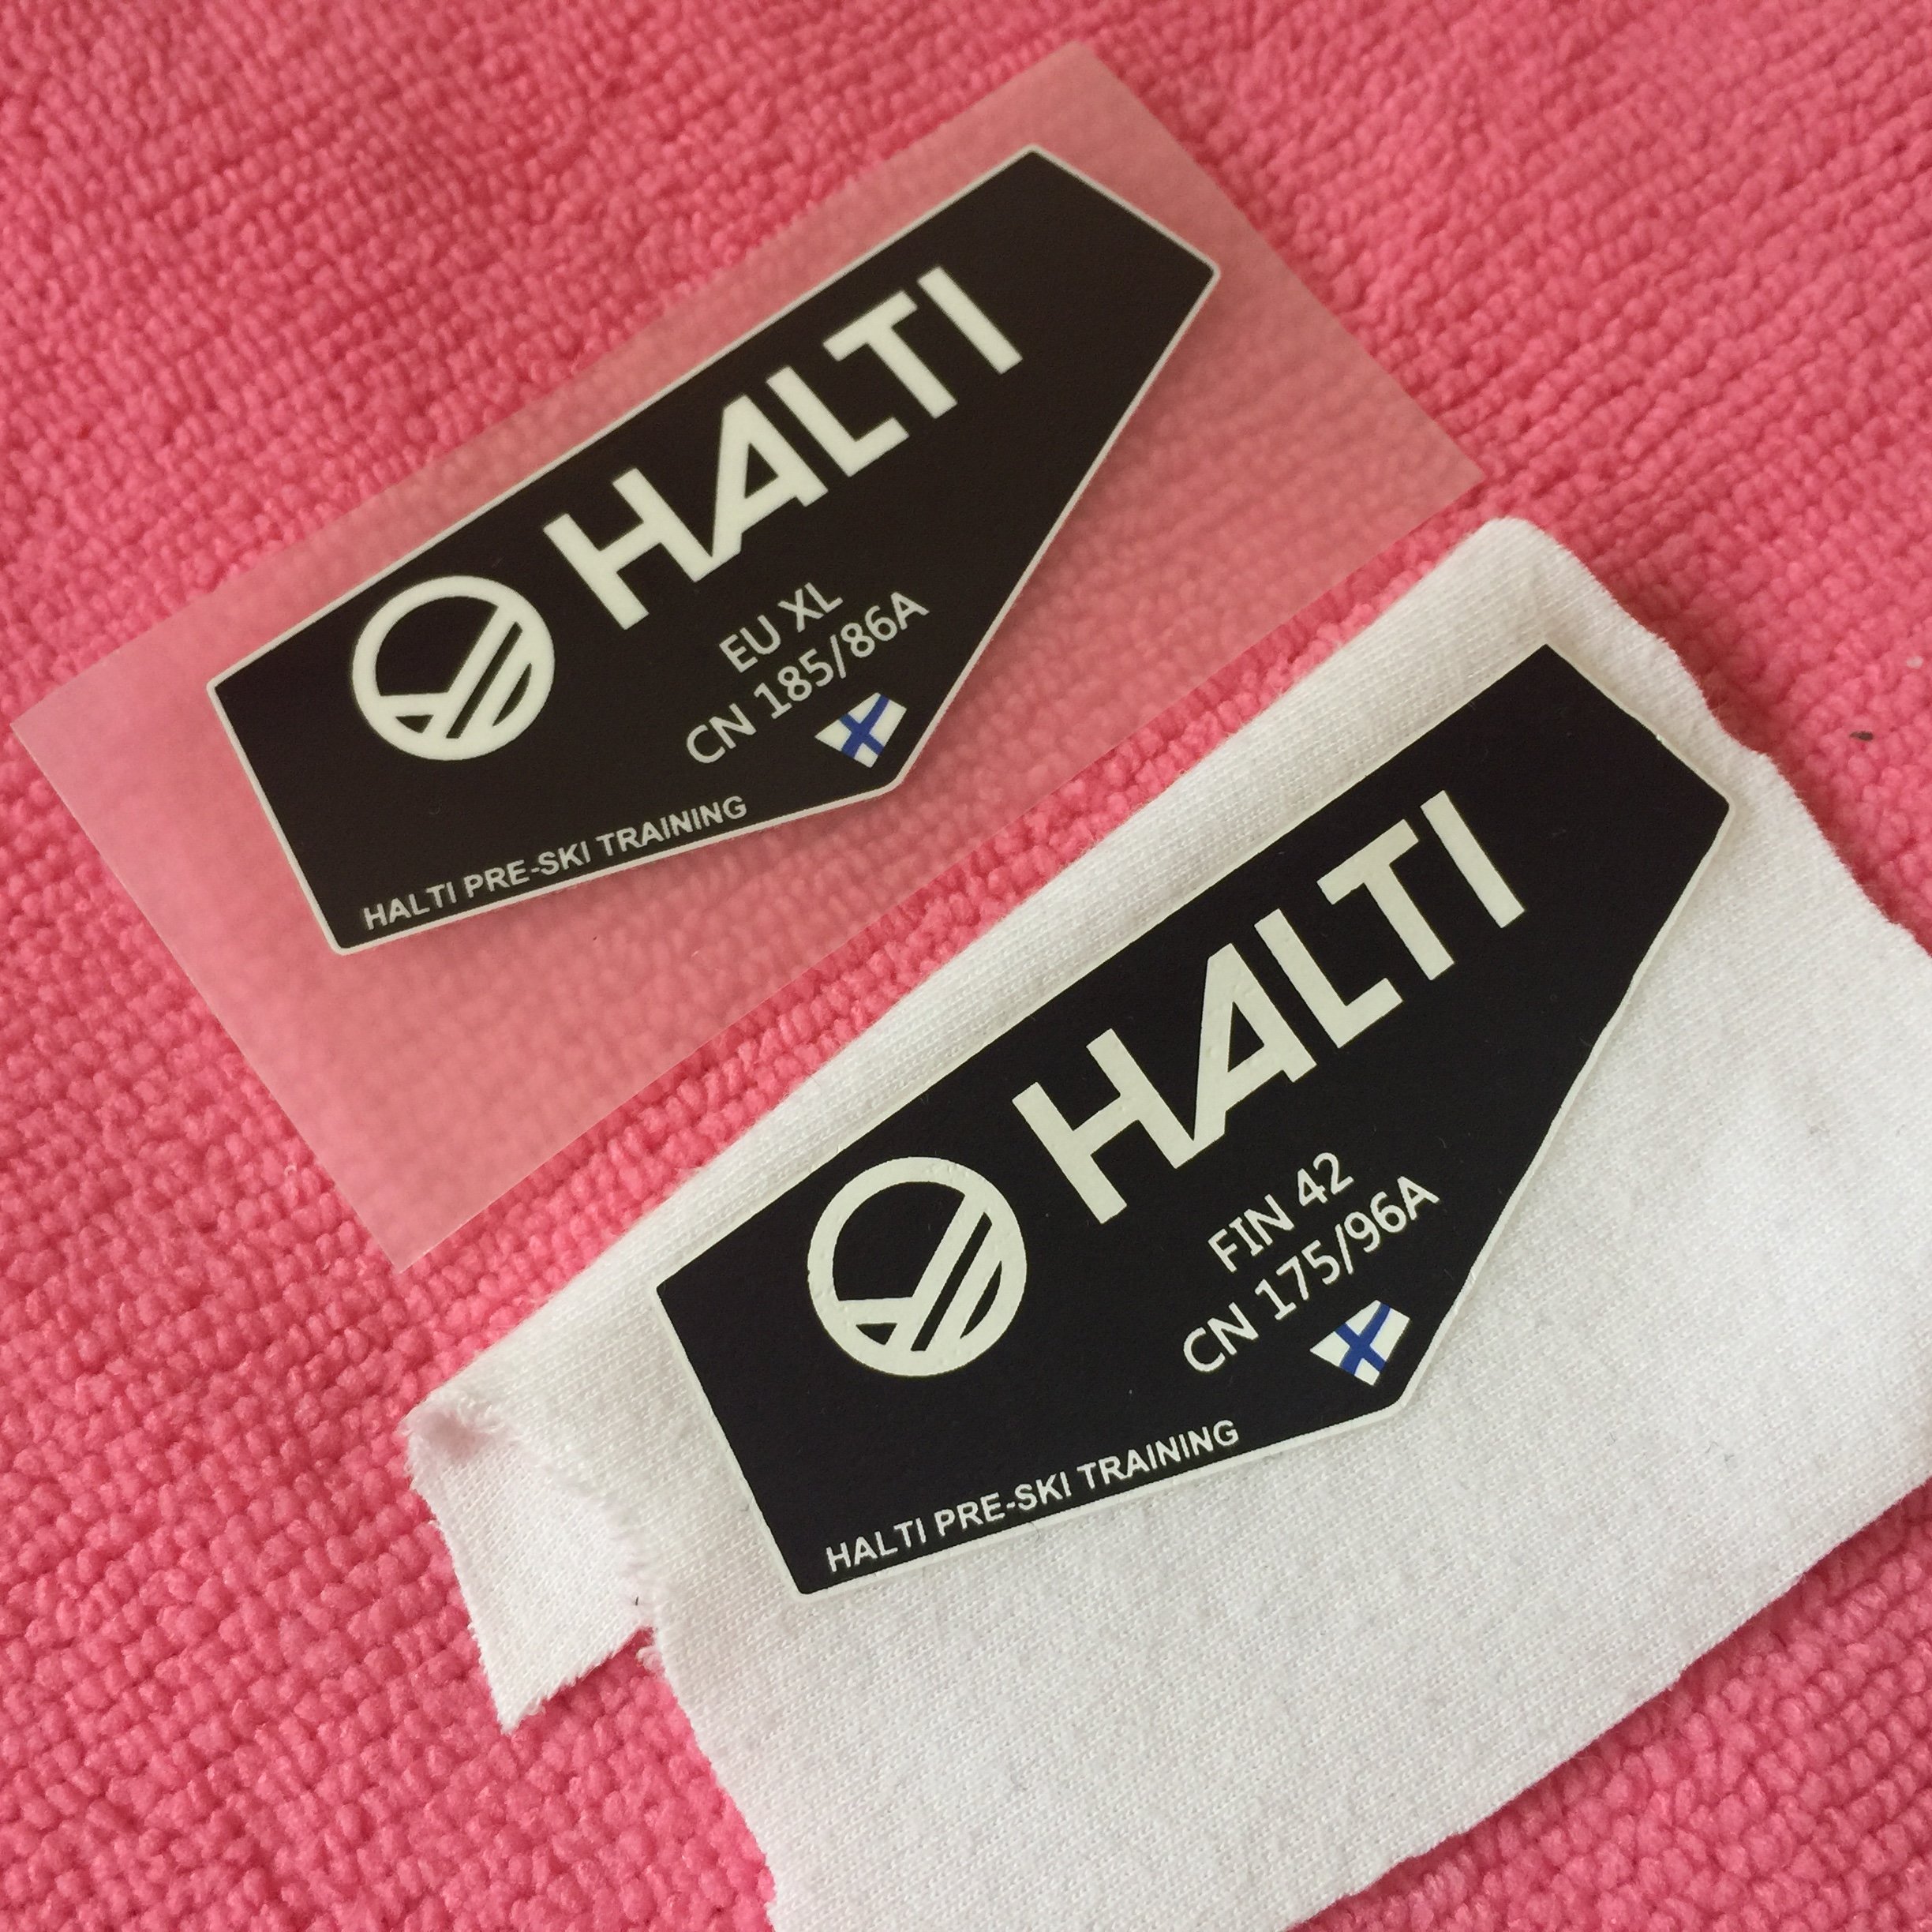 HALTI
EU XL
CN 185/86A
HALTI PRE-SKI TRAINING
HALTI
FIN 42
CN 175/96A
HALTI PRE-SKI TRAINING